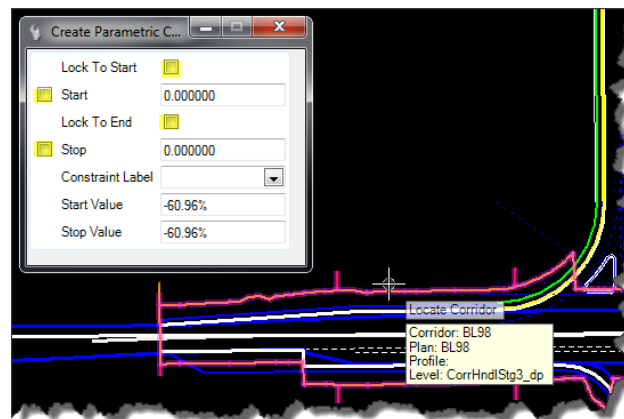 Create Parametric C...
Lock To Start
Start 0.000000
Lock To End
Stop 0.000000
Constraint Label
Start Value -60.96%
Stop Value -60.96%
Locate Corridor
Corridor: BL98
Plan: BL98
Profile:
Level: CorrHndlStg3_dp